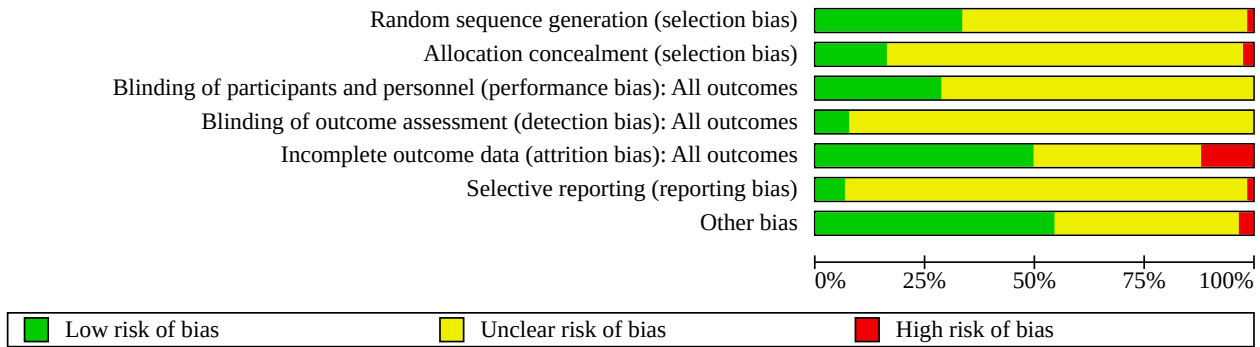 Random sequence generation (selection bias)
Allocation concealment (selection bias)
Blinding of participants and personnel (performance bias): All outcomes
Blinding of outcome assessment (detection bias): All outcomes
Incomplete outcome data (attrition bias): All outcomes
Selective reporting (reporting bias)
Other bias
0% 25% 50% 75% 100%
Low risk of bias Unclear risk of bias High risk of bias